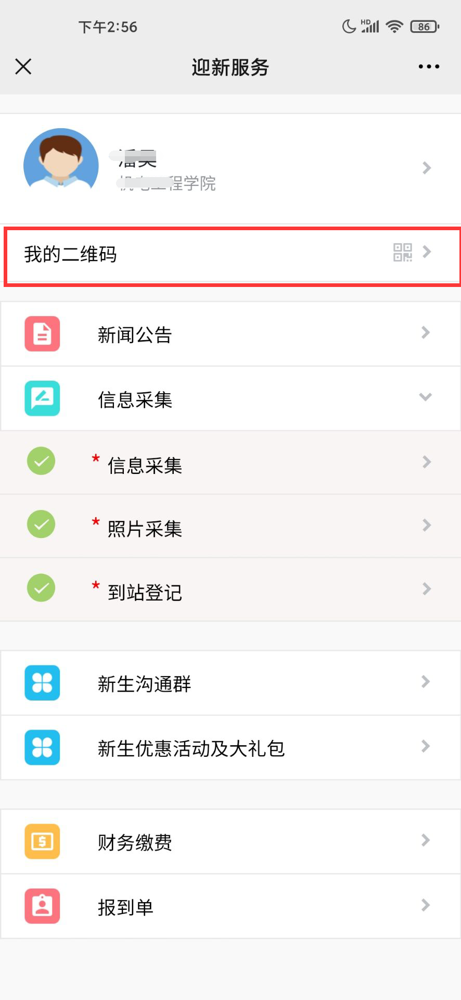 下午2:56
HD
86
迎新服务
程学院
我的二维码
新闻公告
信息采集
* 信息采集
* 照片采集
* 到站登记
新生沟通群
新生优惠活动及大礼包
财务缴费
报到单